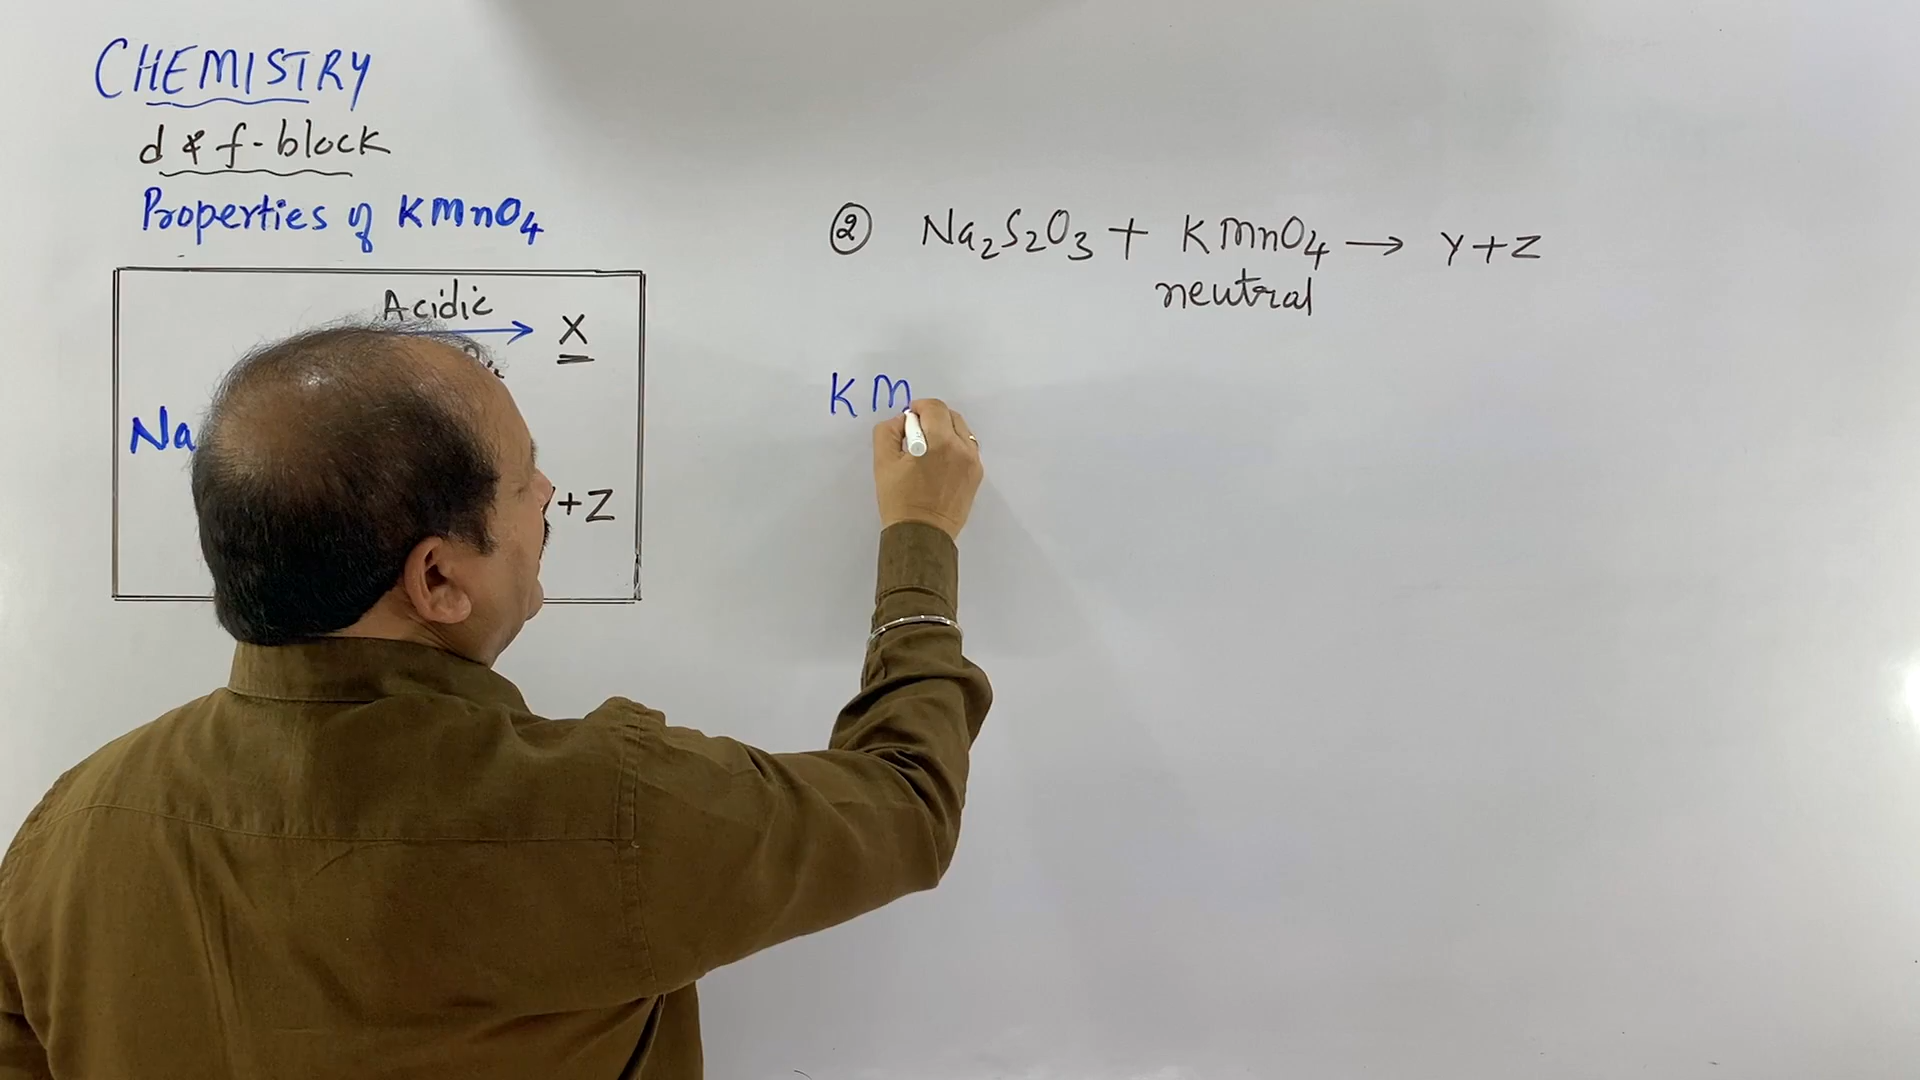 CHEMISTRY
d & f-block
Properties of KMnO4
Acidic
X
Na
+Z
② Na2S2O3 + KMnO4 → Y+Z
neutral
KM